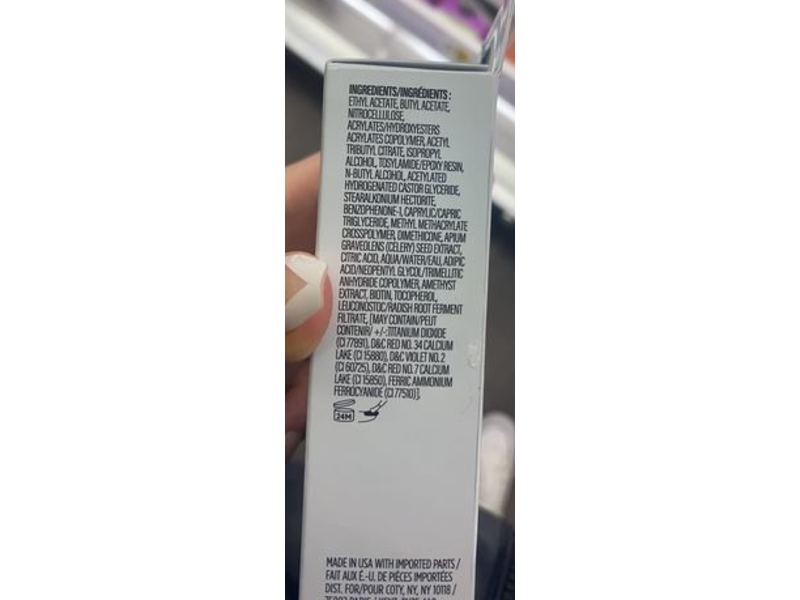 INGREDIENTS/INGRÉDIENTS :
ETHYL ACETATE, BUTYL ACETATE,
NITROCELLULOSE,
ACRYLATES/HYDROXYESTERS
ACRYLATES COPOLYMER, ACETYL
TRIBUTYL CITRATE, ISOPROPYL
ALCOHOL, TOSYLAMIDE/EPOXY RESIN,
N-BUTYL ALCOHOL, ACETYLATED
HYDROGENATED CASTOR GLYCERIDE,
STEARALKONIUM HECTORITE,
BENZOPHENONE-1, CAPRYLIC/CAPRIC
TRIGLYCERIDE, METHYL METHACRYLATE
CROSSPOLYMER, DIMETHICONE, APIUM
GRAVEOLENS (CELERY) SEED EXTRACT,
CITRIC ACID, AQUA/WATER/EAU, ADIPIC
ACID/NEOPENTYL GLYCOL/TRIMELLITIC
ANHYDRIDE COPOLYMER, AMETHYST
EXTRACT, BIOTIN, TOCOPHEROL,
LEUCONOSTOC/RADISH ROOT FERMENT
FILTRATE, [MAY CONTAIN/PEUT
CONTENIR/ +/-:TITANIUM DIOXIDE
(CI 77891), D&C RED NO. 34 CALCIUM
LAKE (CI 15880), D&C VIOLET NO. 2
(CI 60725), D&C RED NO. 7 CALCIUM
LAKE (CI 15850), FERRIC AMMONIUM
FERROCYANIDE (CI 77510)].
24M
MADE IN USA WITH IMPORTED PARTS /
FAIT AUX É.-U. DE PIÈCES IMPORTÉES
DIST. FOR/POUR COTY, NY, NY 10118 /